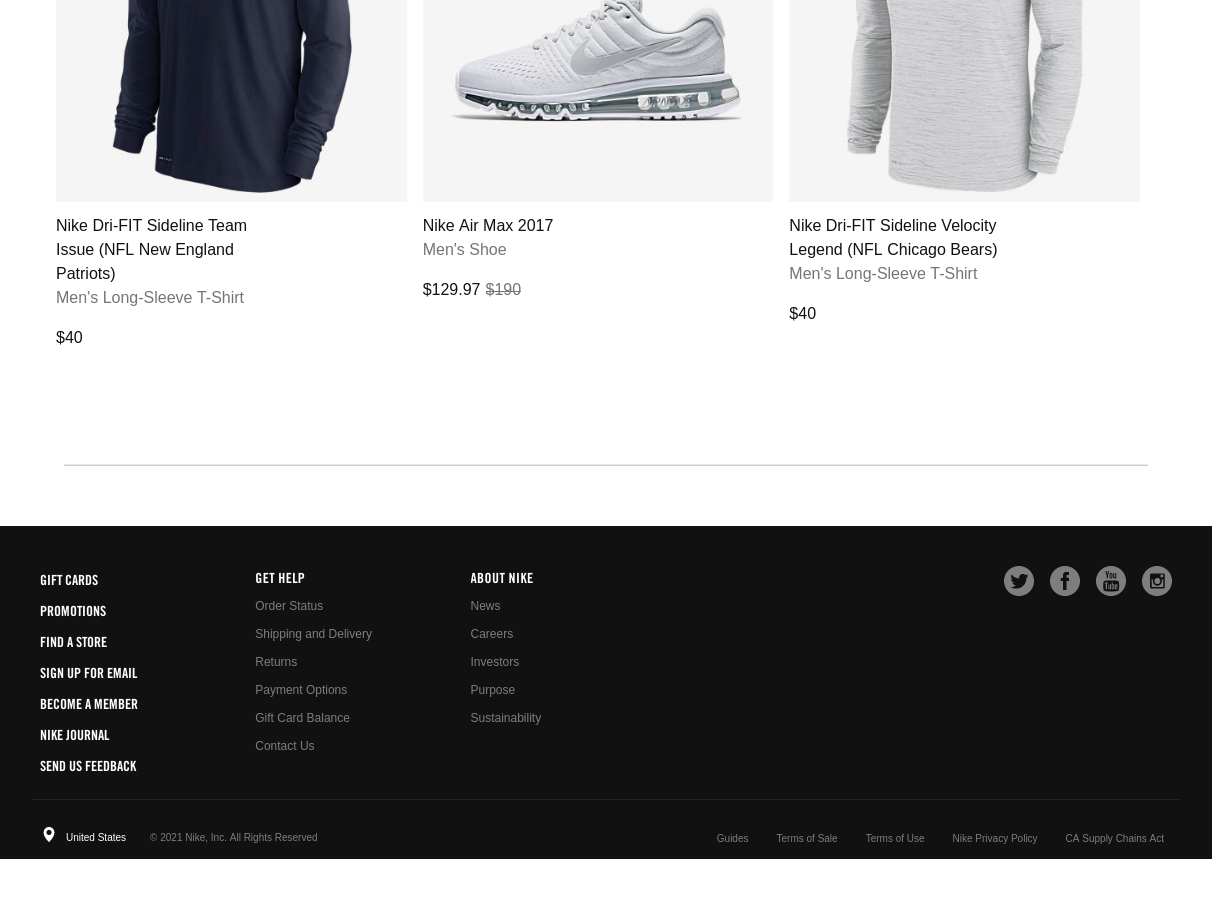 Nike Dri-FIT Sideline Team
Issue (NFL New England
Patriots)
Men's Long-Sleeve T-Shirt
$40
Nike Air Max 2017
Men's Shoe
$129.97 $190
Nike Dri-FIT Sideline Velocity
Legend (NFL Chicago Bears)
Men's Long-Sleeve T-Shirt
$40
GIFT CARDS
PROMOTIONS
FIND A STORE
SIGN UP FOR EMAIL
BECOME A MEMBER
NIKE JOURNAL
SEND US FEEDBACK
GET HELP
Order Status
Shipping and Delivery
Returns
Payment Options
Gift Card Balance
Contact Us
ABOUT NIKE
News
Careers
Investors
Purpose
Sustainability
You
Tube
United States
© 2021 Nike, Inc. All Rights Reserved
Guides
Terms of Sale
Terms of Use
Nike Privacy Policy
CA Supply Chains Act